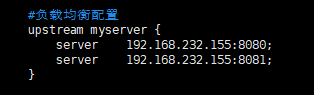 #负载均衡配置
upstream myserver {
    server    192.168.232.155:8080;
    server    192.168.232.155:8081;
}